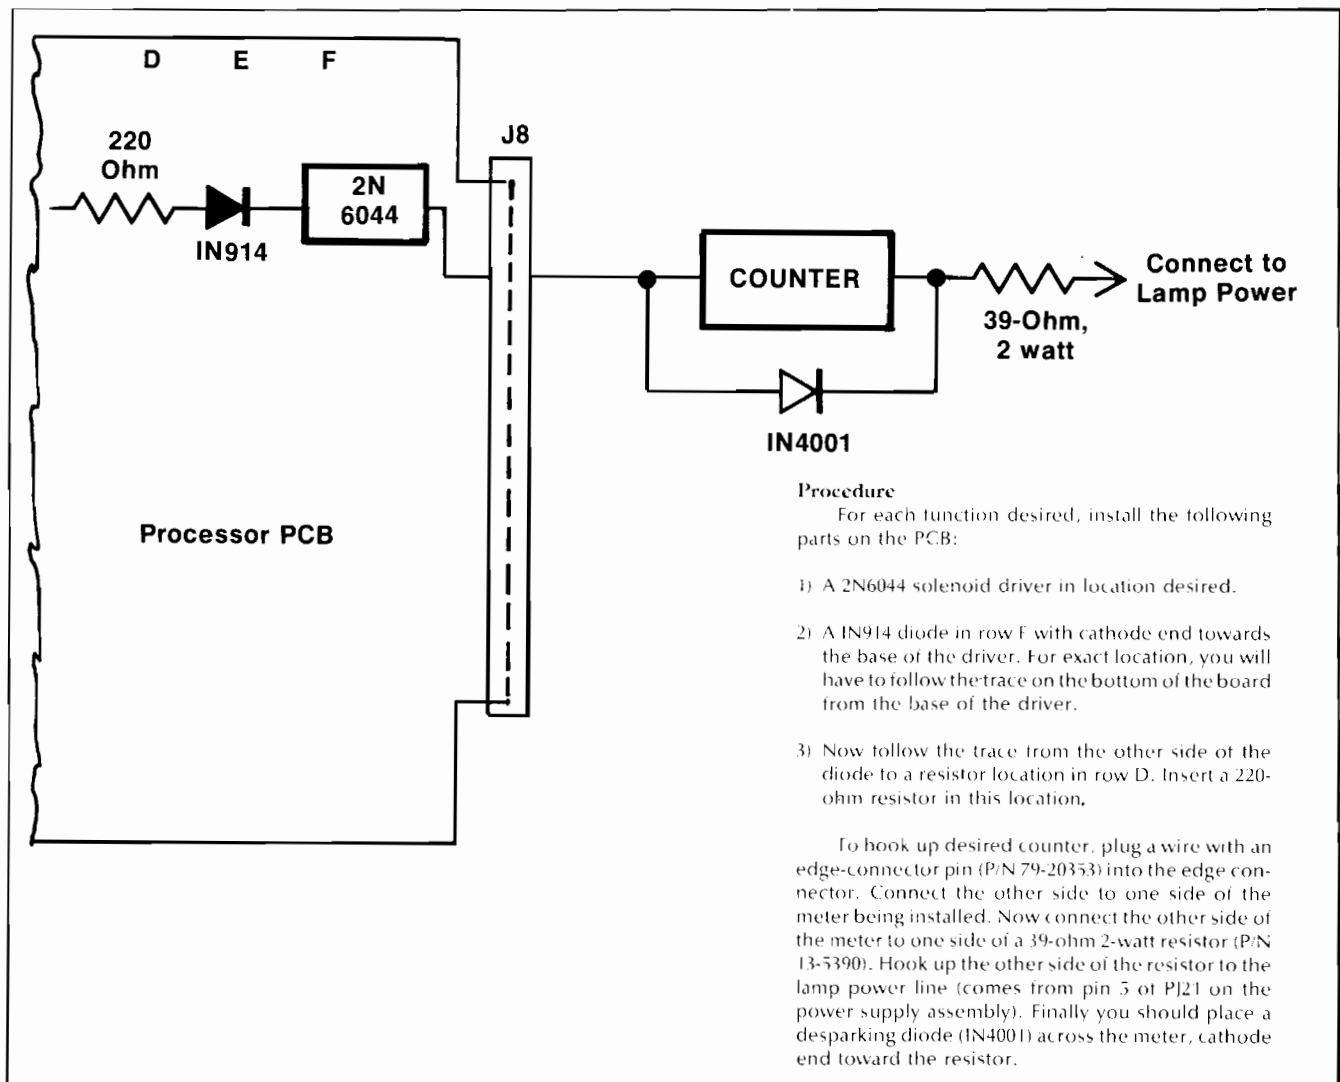 D E F
220
Ohm
IN914
2N
6044
J8
COUNTER
39-Ohm,
2 watt
Connect to
Lamp Power
IN4001
Processor PCB
Procedure
For each function desired, install the following
parts on the PCB:
1) A 2N6044 solenoid driver in location desired.
2) A IN914 diode in row F with cathode end towards
the base of the driver. For exact location, you will
have to follow the trace on the bottom of the board
from the base of the driver.
3) Now follow the trace from the other side of the
diode to a resistor location in row D. Insert a 220-
ohm resistor in this location.
To hook up desired counter, plug a wire with an
edge-connector pin (P/N 79-20353) into the edge con-
nector. Connect the other side to one side of the
meter being installed. Now connect the other side of
the meter to one side of a 39-ohm 2-watt resistor (P/N
13-5390). Hook up the other side of the resistor to the
lamp power line (comes from pin 5 of PJ21 on the
power supply assembly). Finally you should place a
desparking diode (IN4001) across the meter, cathode
end toward the resistor.